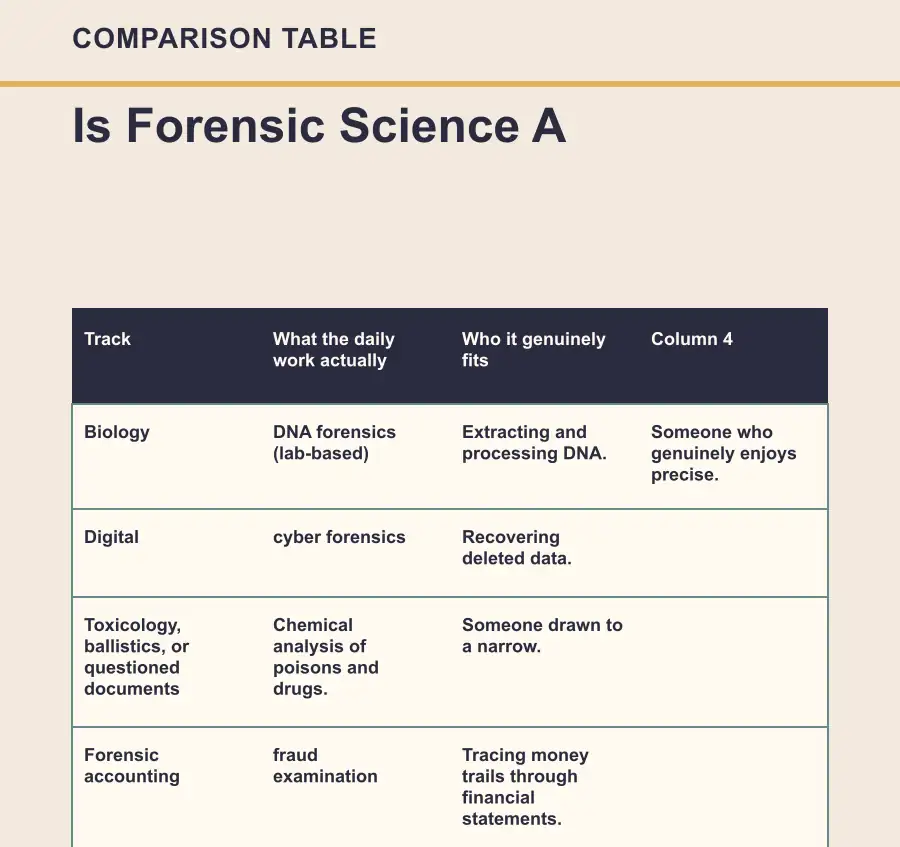 COMPARISON TABLE
Is Forensic Science A
Track
What the daily
work actually
Who it genuinely
fits
Column 4
Biology
DNA forensics
(lab-based)
Extracting and
processing DNA.
Someone who
genuinely enjoys
precise.
Digital
cyber forensics
Recovering
deleted data.
Toxicology,
ballistics, or
questioned
documents
Chemical
analysis of
poisons and
drugs.
Someone drawn to
a narrow.
Forensic
accounting
fraud
examination
Tracing money
trails through
financial
statements.